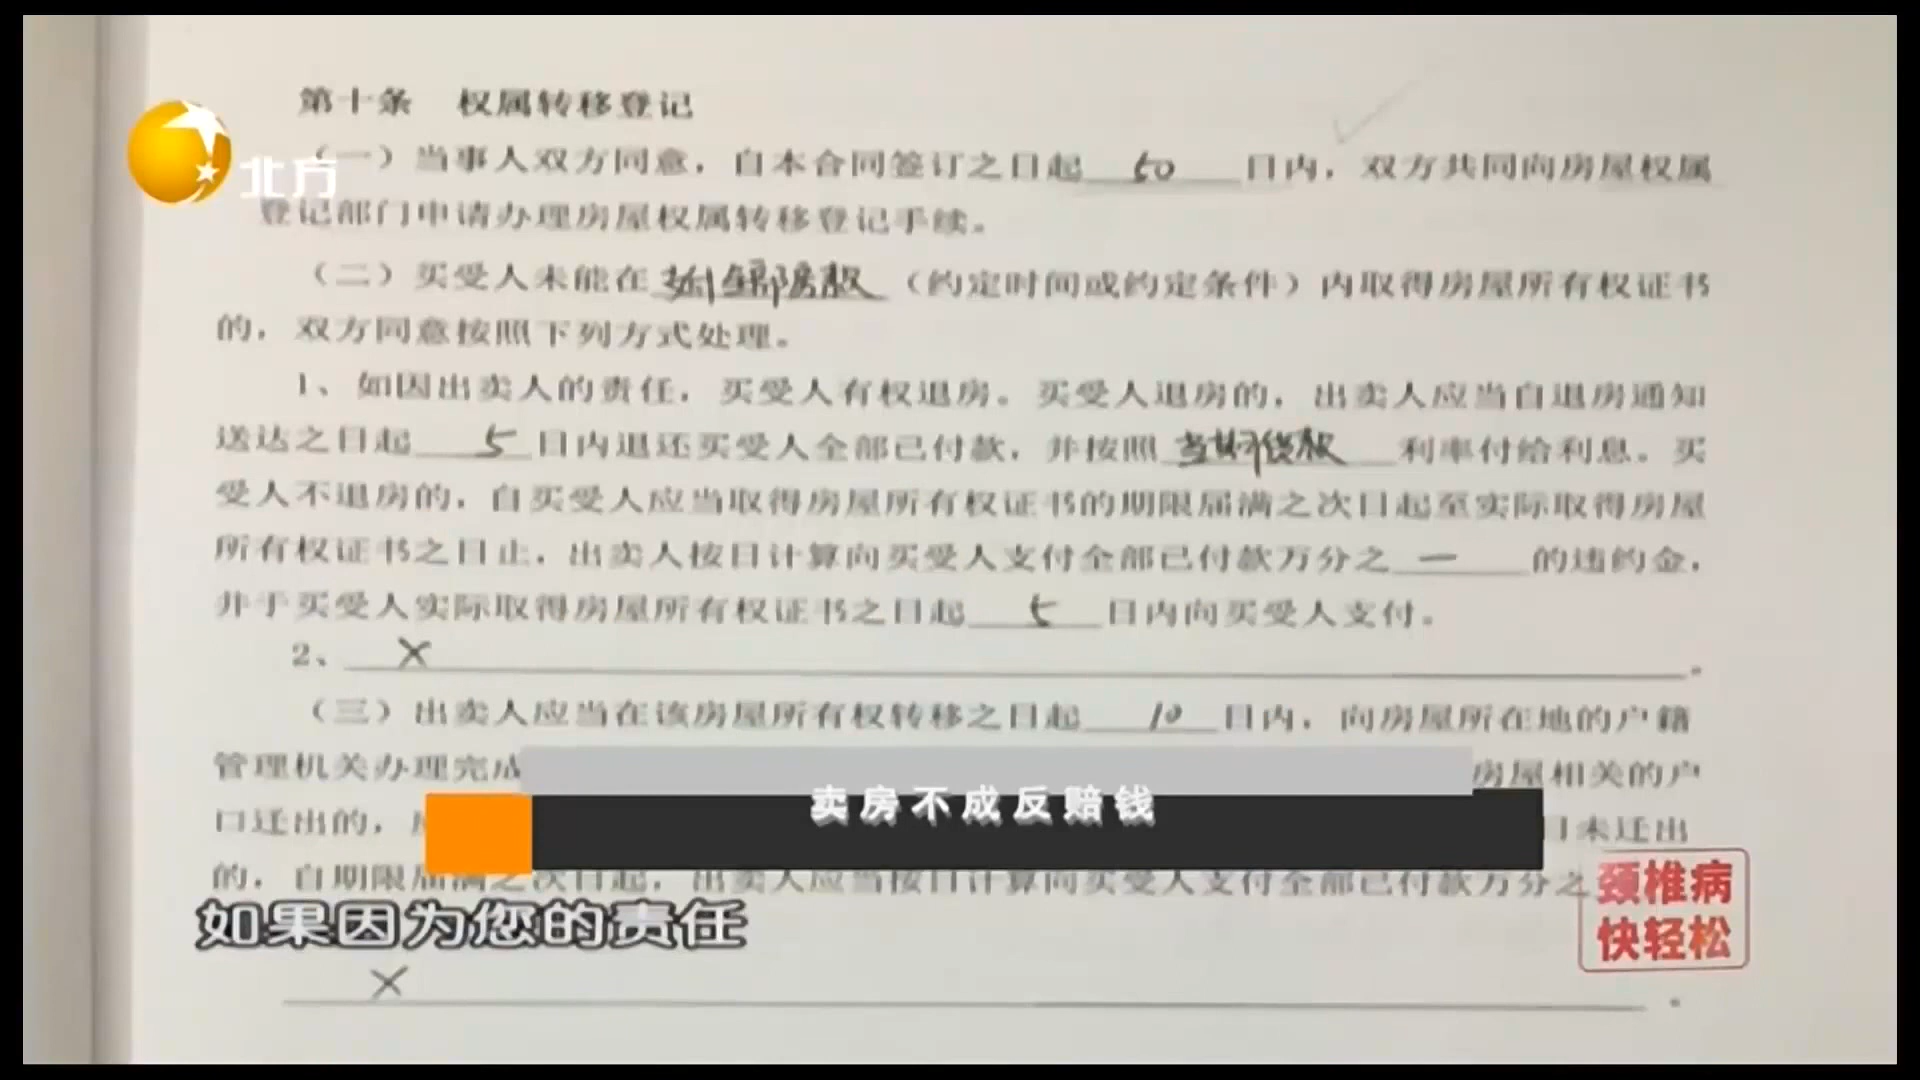 第十条 权属转移登记
北方
（一）当事人双方同意，自本合同签订之日起 50 日内，双方共同向房屋权属
登记部门申请办理房屋权属转移登记手续。
（二）买受人未能在 交付全部房款 （约定时间或约定条件）内取得房屋所有权证书
的，双方同意按照下列方式处理。
1、如因出卖人的责任，买受人有权退房。买受人退房的，出卖人应当自退房通知
送达之日起 5 日内退还买受人全部已付款，并按照 当期贷款 利率付给利息。买
受人不退房的，自买受人应当取得房屋所有权证书的期限届满之次日起至实际取得房屋
所有权证书之日止，出卖人按日计算向买受人支付全部已付款万分之 一 的违约金，
并于买受人实际取得房屋所有权证书之日起 5 日内向买受人支付。
2、 X 。
（三）出卖人应当在该房屋所有权转移之日起 10 日内，向房屋所在地的户籍
管理机关办理完成 房屋相关的户
口迁出的， 日未迁出
的，自期限届满之次日起，出卖人应当按日计算向买受人支付全部已付款万分之
卖房不成反赔钱
如果因为您的责任
颈椎病
快轻松
X 。